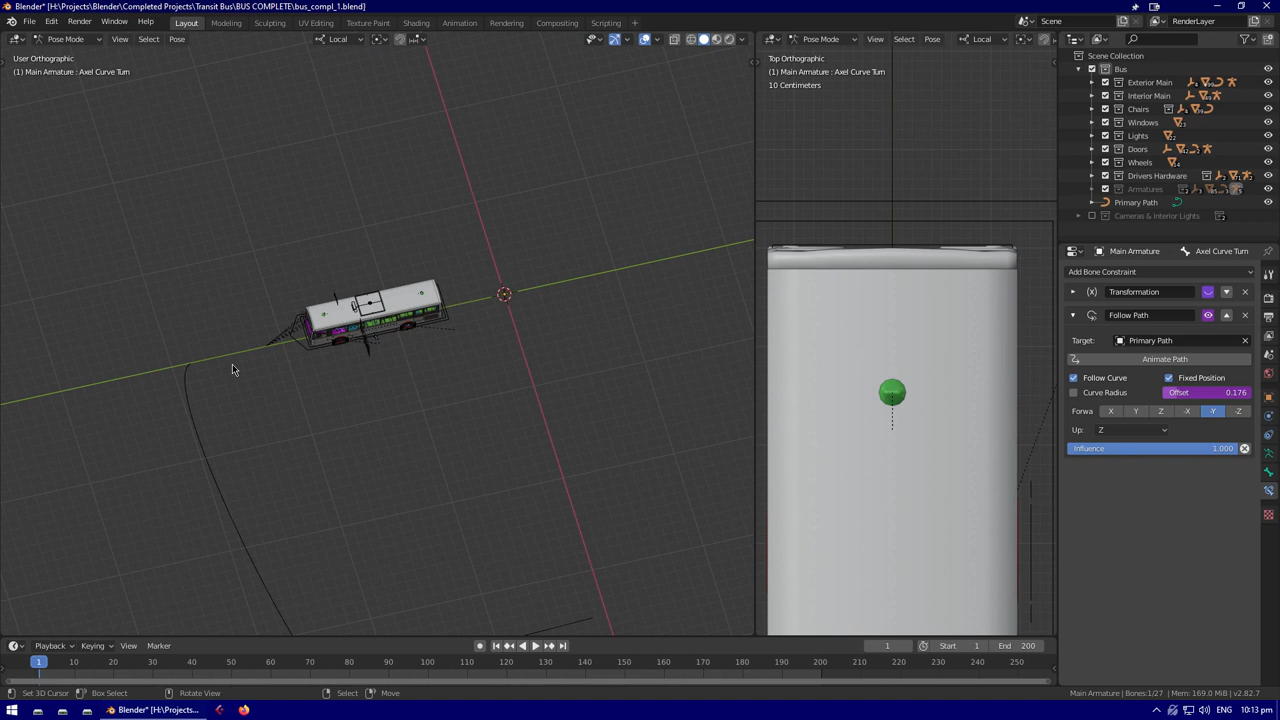 Blender* [H:\Projects\Blender\Completed Projects\Transit Bus\BUS COMPLETE\bus_compl_1.blend]
File Edit Render Window Help Layout Modeling Sculpting UV Editing Texture Paint Shading Animation Rendering Compositing Scripting Scene RenderLayer
Pose Mode View Select Pose Local
Pose Mode View Select Pose Local
User Orthographic
(1) Main Armature : Axel Curve Turn
Top Orthographic
(1) Main Armature : Axel Curve Turn
10 Centimeters
Scene Collection
Bus
Exterior Main
Interior Main
Chairs
Windows
Lights
Doors
Wheels
Drivers Hardware
Armatures
Primary Path
Cameras & Interior Lights
Main Armature Axel Curve Turn
Add Bone Constraint
(x) Transformation
Follow Path
Target: Primary Path
Animate Path
Follow Curve Fixed Position
Curve Radius Offset 0.176
Forwa X Y Z -X -Y -Z
Up: Z
Influence 1.000
Playback Keying View Marker 1 Start 1 End 200
1 10 20 30 40 50 60 70 80 90 100 110 120 130 140 150 160 170 180 190 200 210 220 230 240 250
Set 3D Cursor Box Select Rotate View Select Move Main Armature | Bones:1/27 | Mem: 169.0 MiB | v2.82.7
Blender* [H:\Projects... ENG 10:13 pm